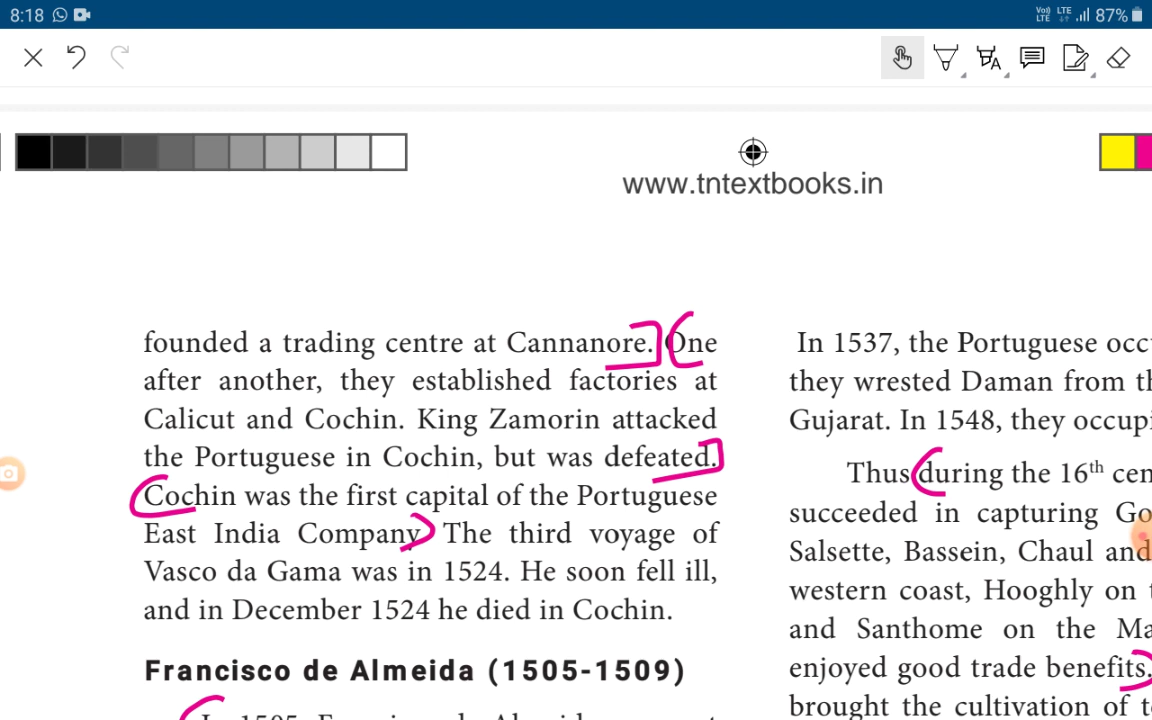 8:18
Vo) LTE LTE 87%
www.tntextbooks.in
founded a trading centre at Cannanore. One
after another, they established factories at
Calicut and Cochin. King Zamorin attacked
the Portuguese in Cochin, but was defeated.
Cochin was the first capital of the Portuguese
East India Company. The third voyage of
Vasco da Gama was in 1524. He soon fell ill,
and in December 1524 he died in Cochin.
Francisco de Almeida (1505-1509)
In 1537, the Portuguese occ
they wrested Daman from th
Gujarat. In 1548, they occupi
Thus during the 16th cen
succeeded in capturing Go
Salsette, Bassein, Chaul and
western coast, Hooghly on
and Santhome on the Ma
enjoyed good trade benefits.
brought the cultivation of to